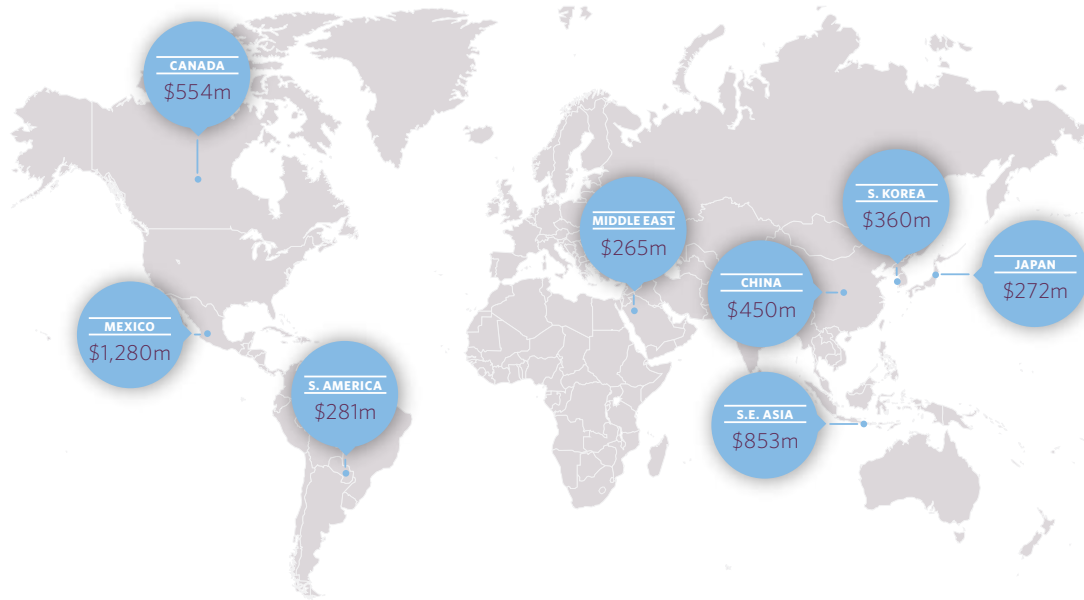 CANADA
$554m
MEXICO
$1,280m
S. AMERICA
$281m
MIDDLE EAST
$265m
CHINA
$450m
S.E. ASIA
$853m
S. KOREA
$360m
JAPAN
$272m